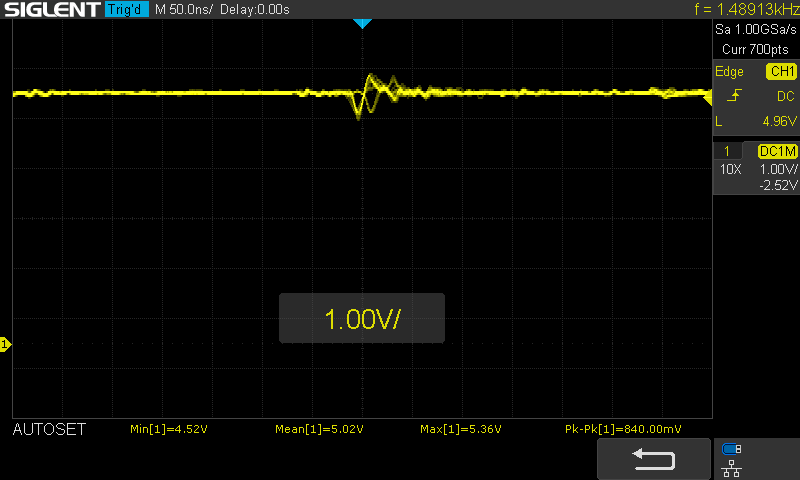 SIGLENT Trig'd M 50.0ns/ Delay:0.00s f = 1.48913kHz
Sa 1.00GSa/s
Curr 700pts
Edge CH1
DC
L 4.96V
1 DC1M
10X 1.00V/
-2.52V
1.00V/
1
AUTOSET Min[1]=4.52V Mean[1]=5.02V Max[1]=5.36V Pk-Pk[1]=840.00mV